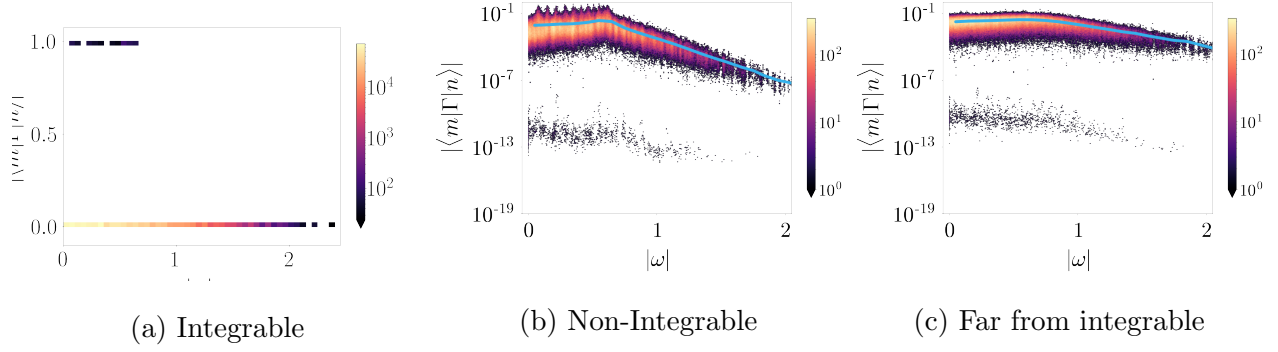 1.0
0.5
0.0
0 1 2
10^4
10^3
10^2
(a) Integrable
|⟨m|Γ|n⟩|
10^{-1}
10^{-7}
10^{-13}
10^{-19}
0 1 2
|ω|
10^2
10^1
10^0
(b) Non-Integrable
|⟨m|Γ|n⟩|
10^{-1}
10^{-7}
10^{-13}
10^{-19}
0 1 2
|ω|
10^2
10^1
10^0
(c) Far from integrable